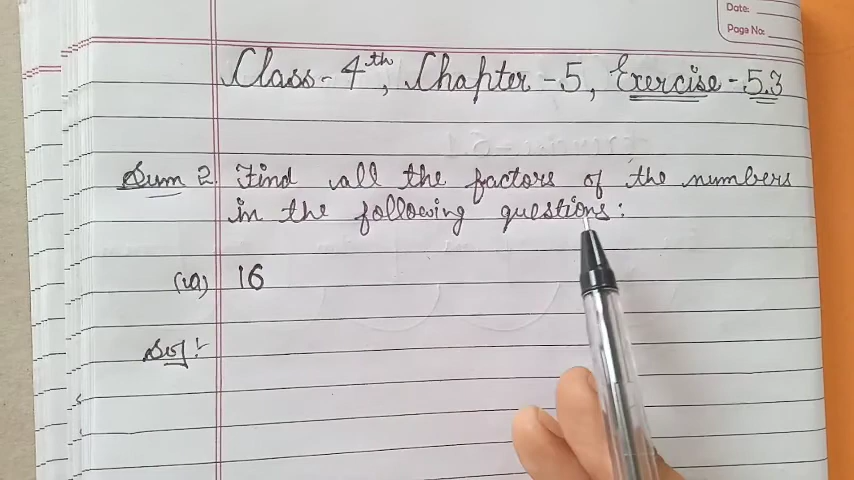 Date:
Page No:
Class - 4th, Chapter - 5, Exercise - 5.3
Sum 2. Find all the factors of the numbers
in the following questions:
(a) 16
Sol:-